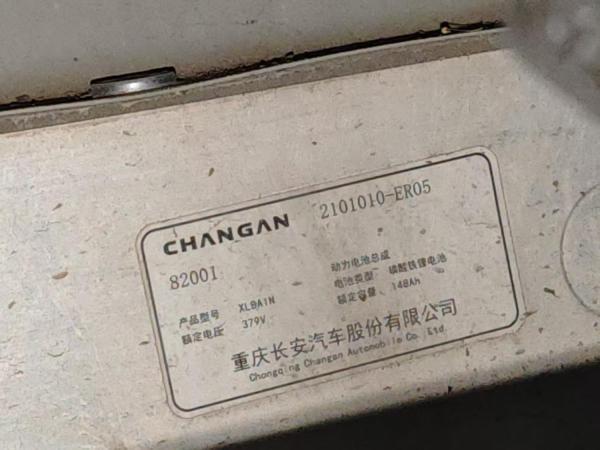 CHANGAN 2101010-ER05
82001 动力电池总成
产品型号 XLBA1N 电池类型 磷酸铁锂电池
额定电压 379V 额定容量 148Ah
重庆长安汽车股份有限公司
Chongqing Changan Automobile Co. Ltd